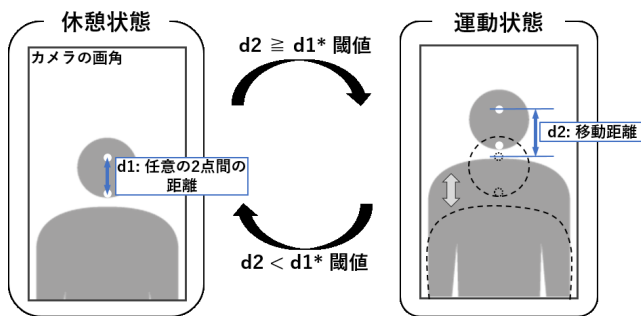 休憩状態
運動状態
d2 ≧ d1* 閾値
カメラの画角
d2: 移動距離
d1: 任意の2点間の
距離
d2 < d1* 閾値